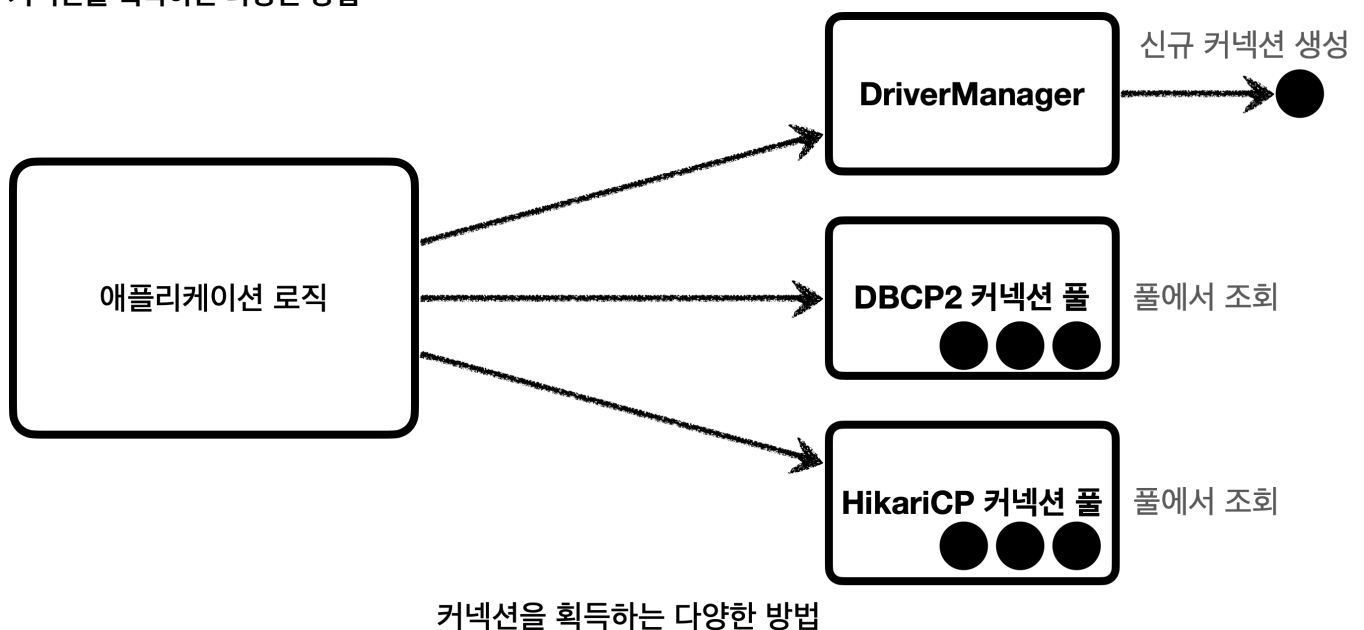 신규 커넥션 생성
DriverManager
애플리케이션 로직
DBCP2 커넥션 풀
풀에서 조회
HikariCP 커넥션 풀
풀에서 조회
커넥션을 획득하는 다양한 방법